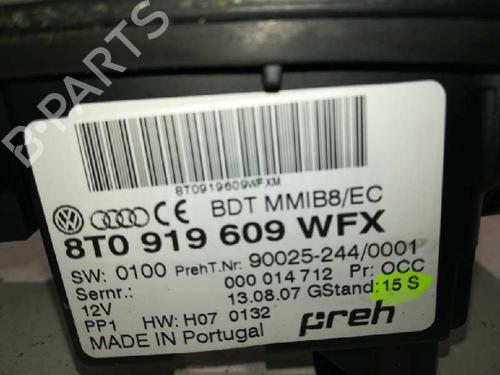 B-PARTS
8T0919609WFXM
CE BDT MMIB8/EC
8T0 919 609 WFX
SW: 0100 PrehT.Nr: 90025-244/0001
Sernr.: 000 014 712 Pr: OCC
12V 13.08.07 GStand: 15 S
PP1 HW: H07 0132
MADE IN Portugal preh